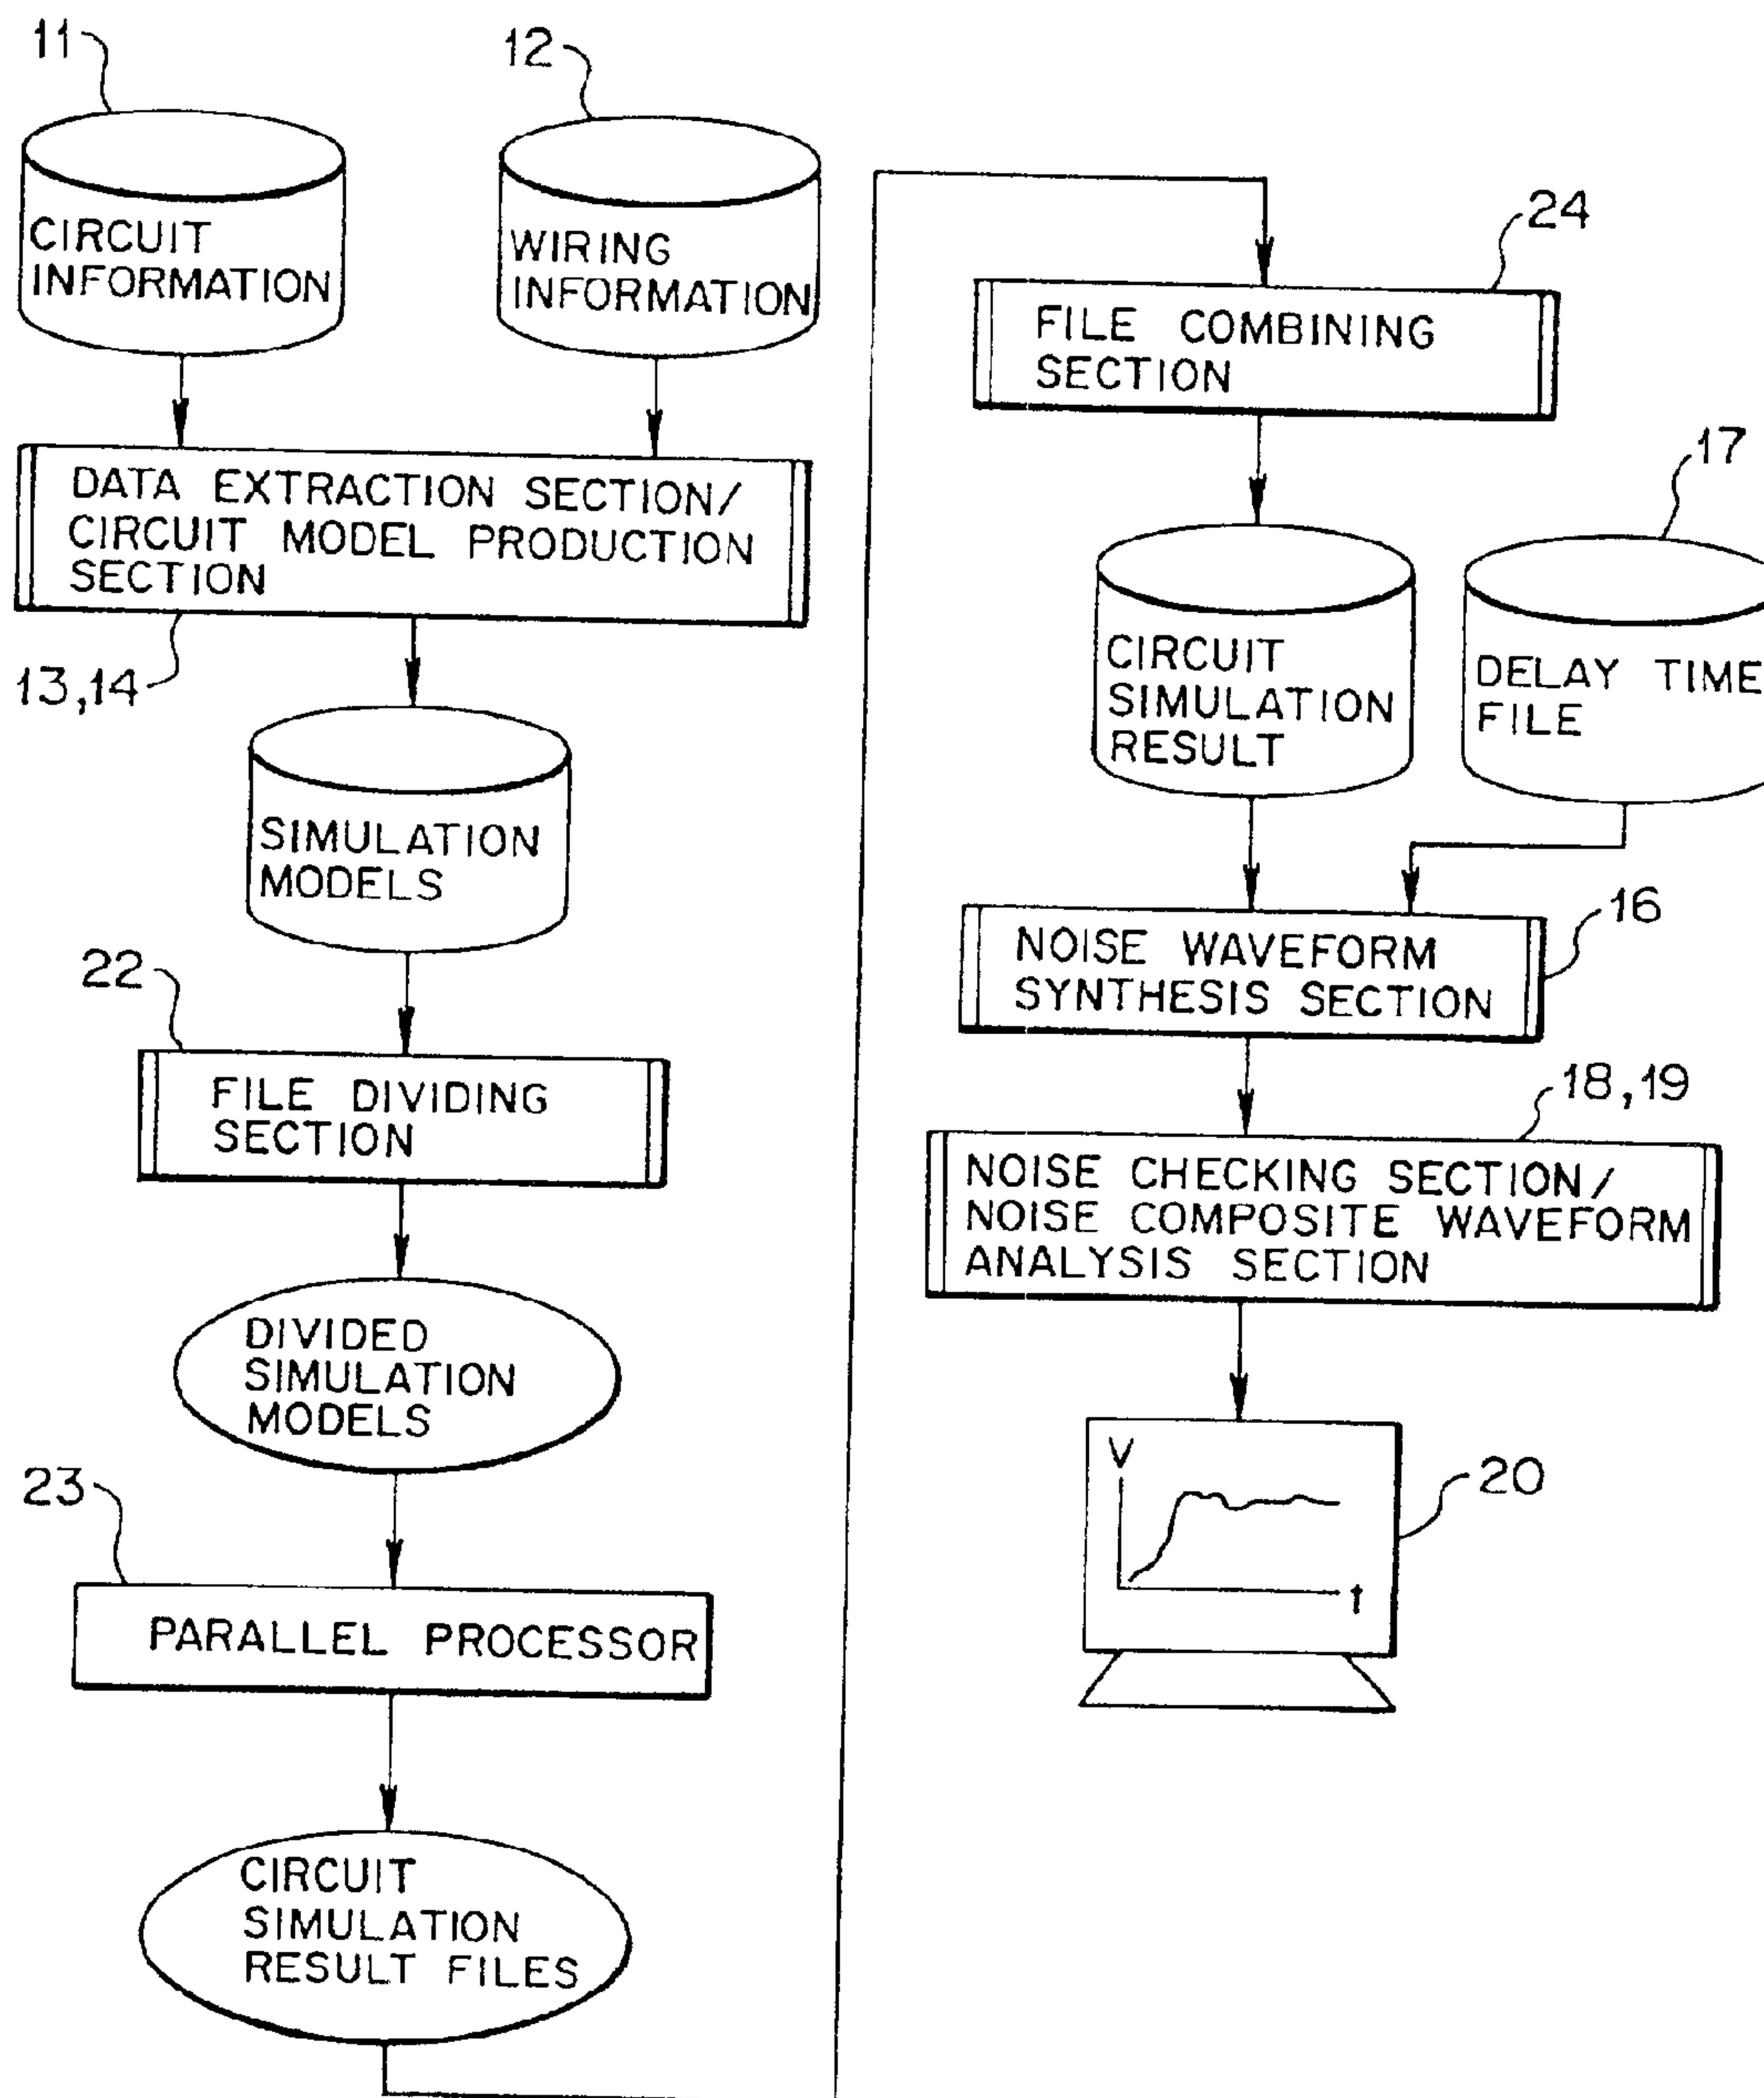 11
12
CIRCUIT
INFORMATION
WIRING
INFORMATION
DATA EXTRACTION SECTION/
CIRCUIT MODEL PRODUCTION
SECTION
13,14
SIMULATION
MODELS
22
FILE DIVIDING
SECTION
DIVIDED
SIMULATION
MODELS
23
PARALLEL PROCESSOR
CIRCUIT
SIMULATION
RESULT FILES
24
FILE COMBINING
SECTION
17
CIRCUIT
SIMULATION
RESULT
DELAY TIME
FILE
16
NOISE WAVEFORM
SYNTHESIS SECTION
18,19
NOISE CHECKING SECTION/
NOISE COMPOSITE WAVEFORM
ANALYSIS SECTION
V
t
20